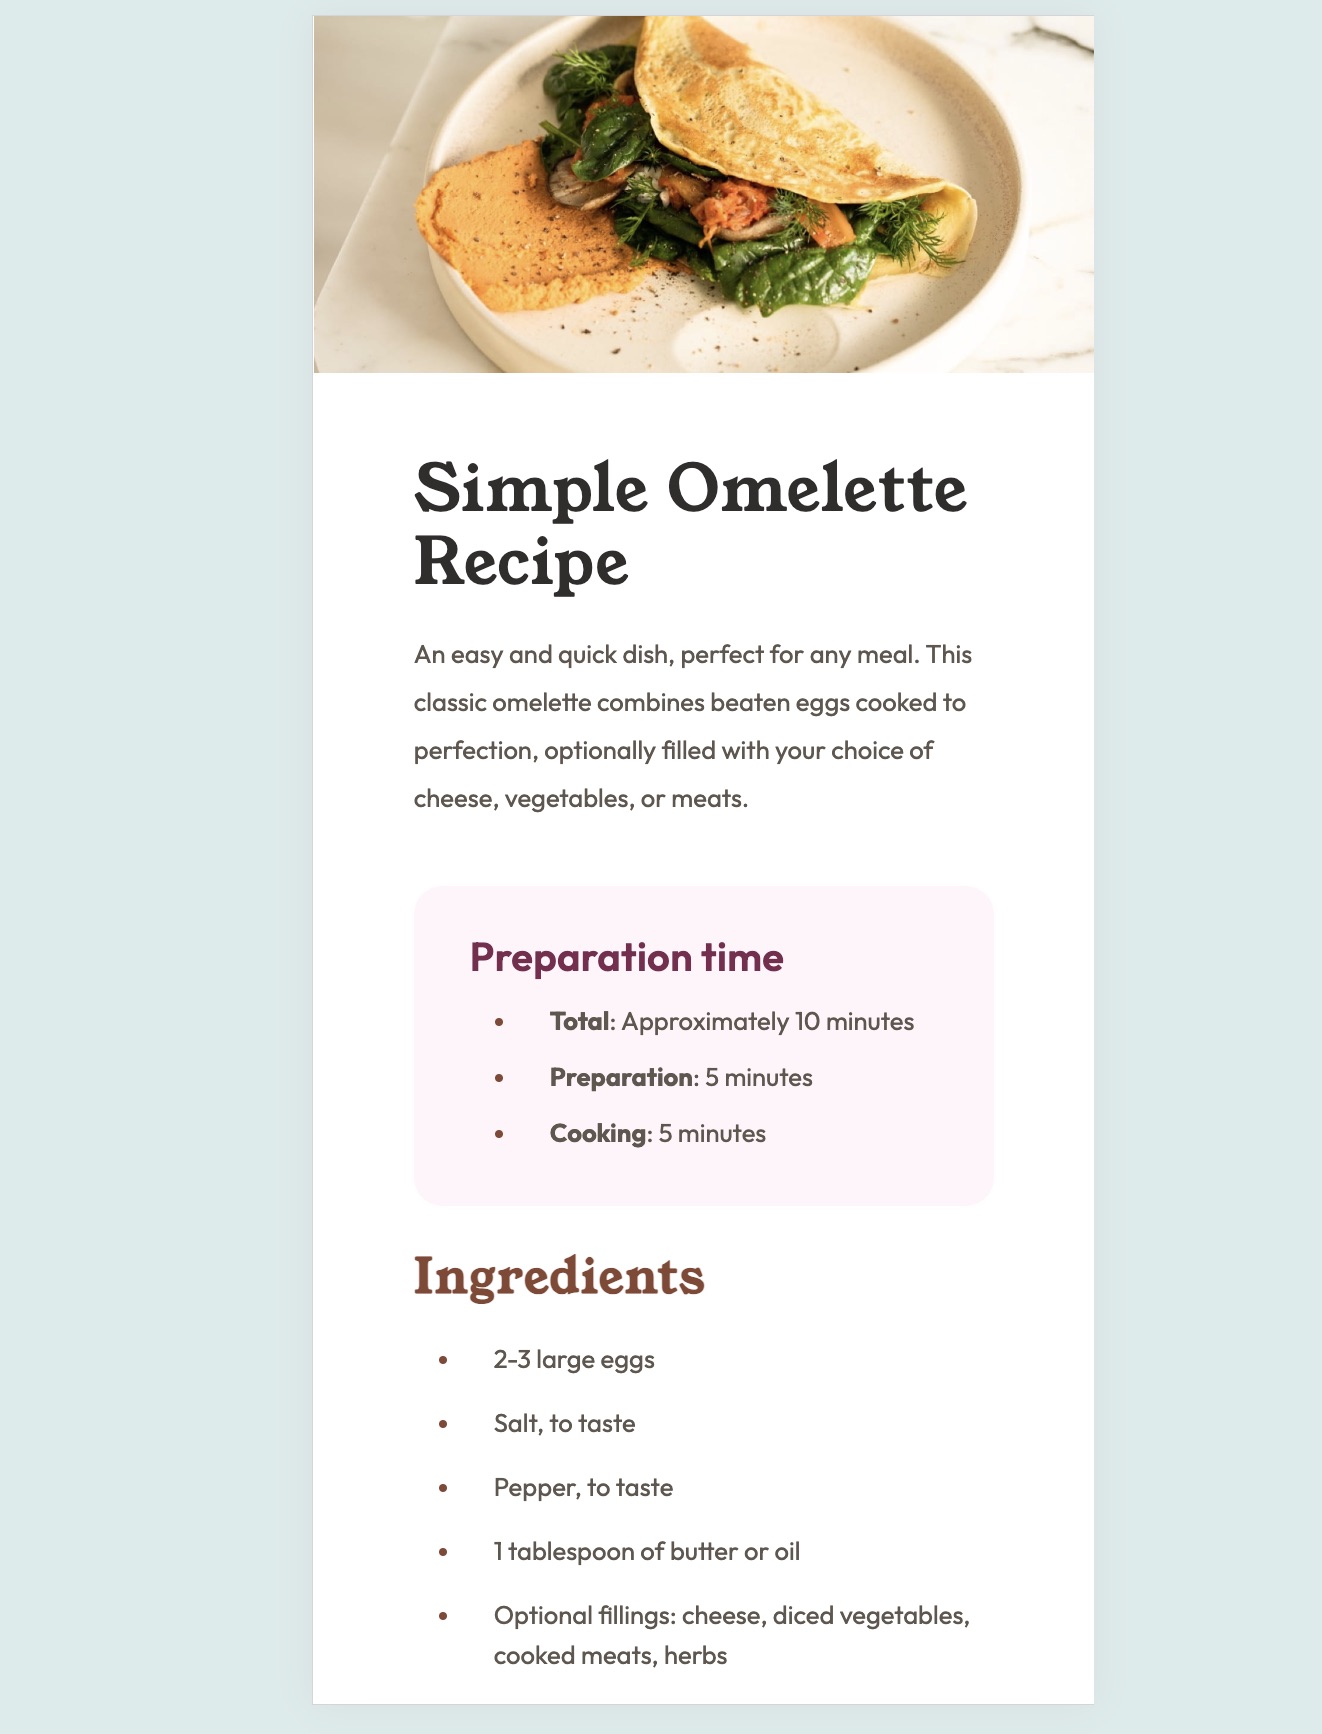 Simple Omelette
Recipe
An easy and quick dish, perfect for any meal. This
classic omelette combines beaten eggs cooked to
perfection, optionally filled with your choice of
cheese, vegetables, or meats.
Preparation time
• Total: Approximately 10 minutes
• Preparation: 5 minutes
• Cooking: 5 minutes
Ingredients
• 2-3 large eggs
• Salt, to taste
• Pepper, to taste
• 1 tablespoon of butter or oil
• Optional fillings: cheese, diced vegetables,
cooked meats, herbs